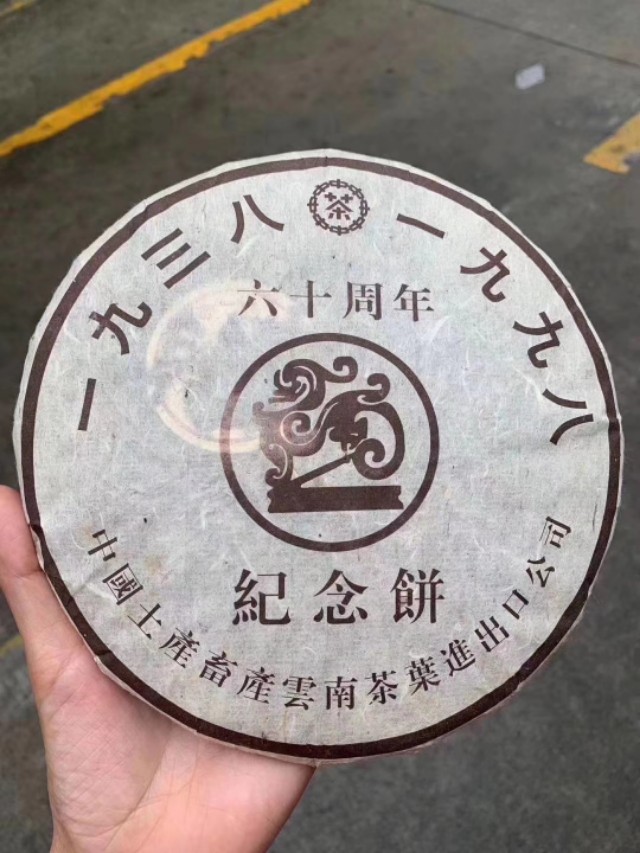 一九三八 茶 一九九八
六十周年
紀念餅
中國土產畜產雲南茶葉進出口公司